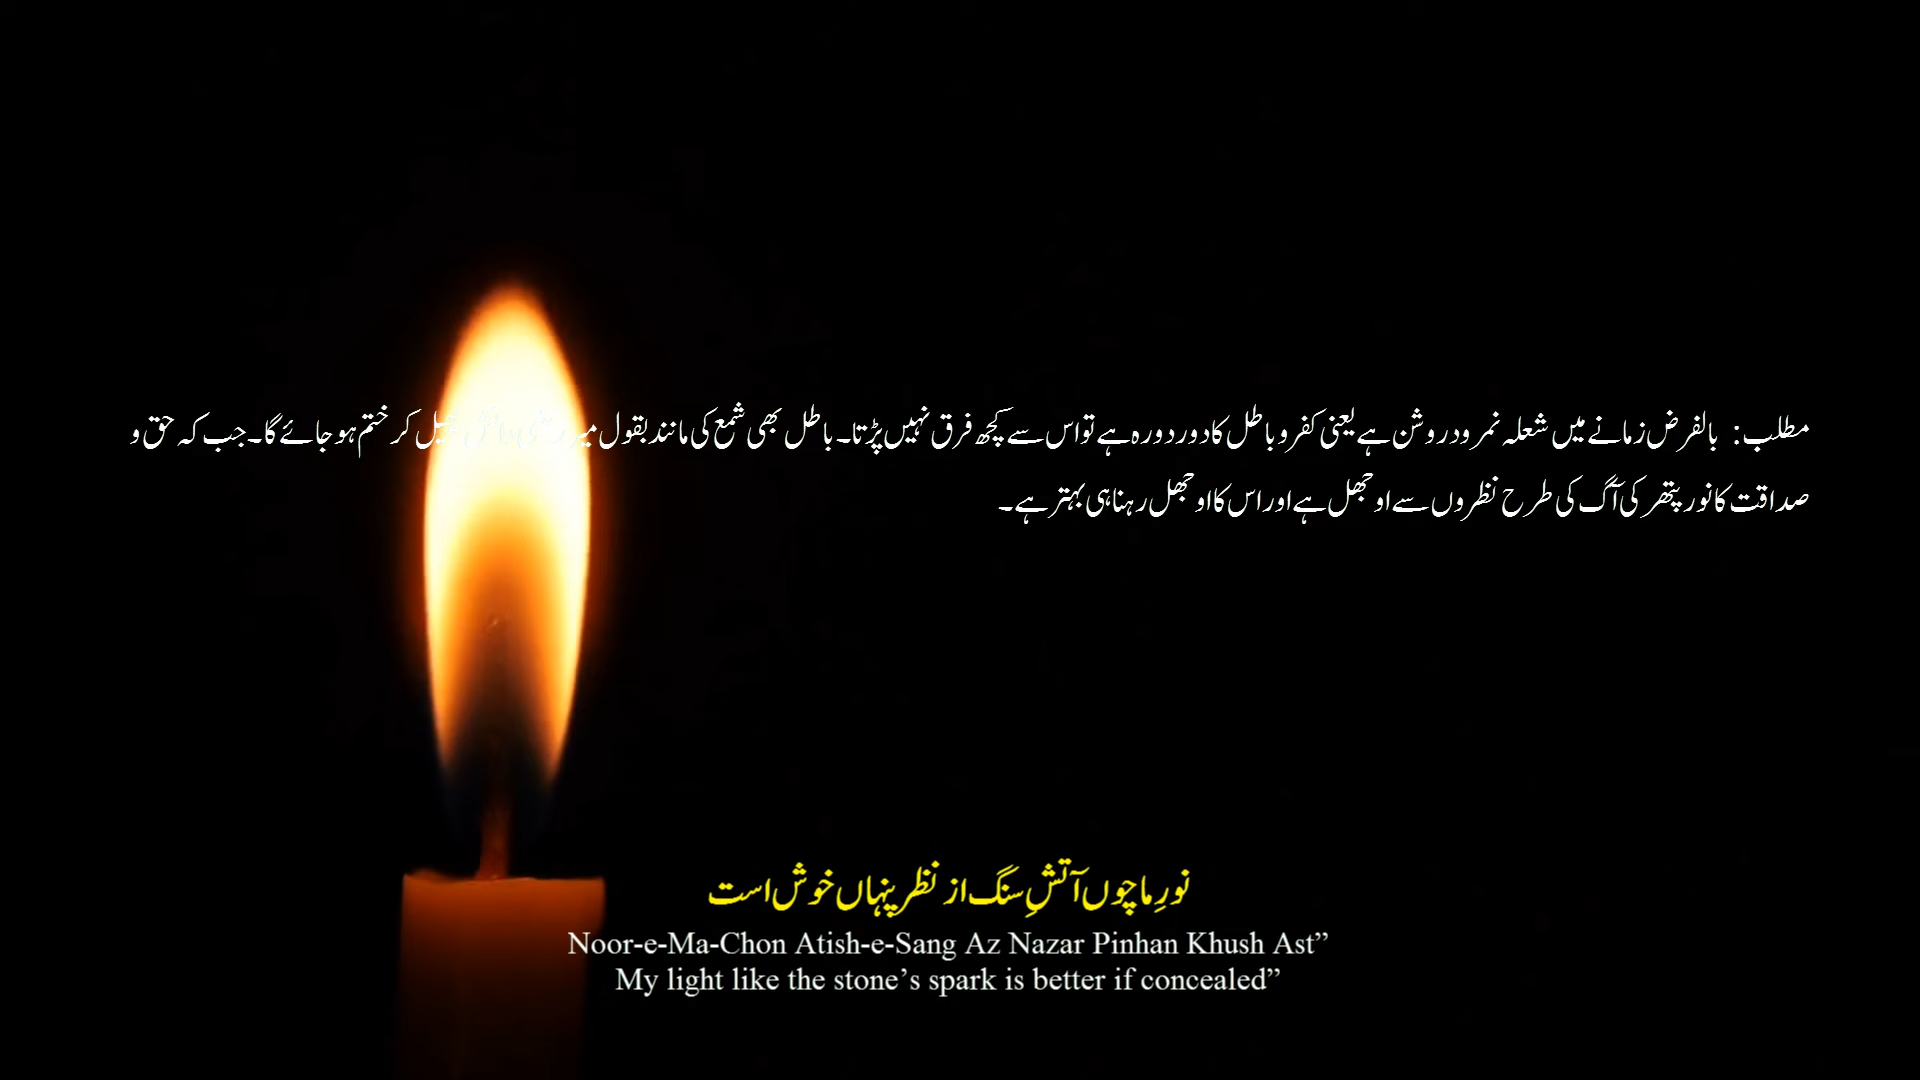 مطلب: بالفرض زمانے میں شعلہ نمرود روشن ہے یعنی کفر و باطل کا دور دورہ ہے تو اس سے کچھ فرق نہیں پڑتا۔ باطل بھی شمع کی مانند بقول کر ختم ہو جائے گا۔ جب کہ حق و
صداقت کا نور پتھر کی آگ کی طرح نظروں سے اوجھل ہے اور اس کا اوجھل رہنا ہی بہتر ہے۔
نورِ ما چوں آتشِ سنگ از نظر پنہاں خوش است
Noor-e-Ma-Chon Atish-e-Sang Az Nazar Pinhan Khush Ast”
My light like the stone’s spark is better if concealed”